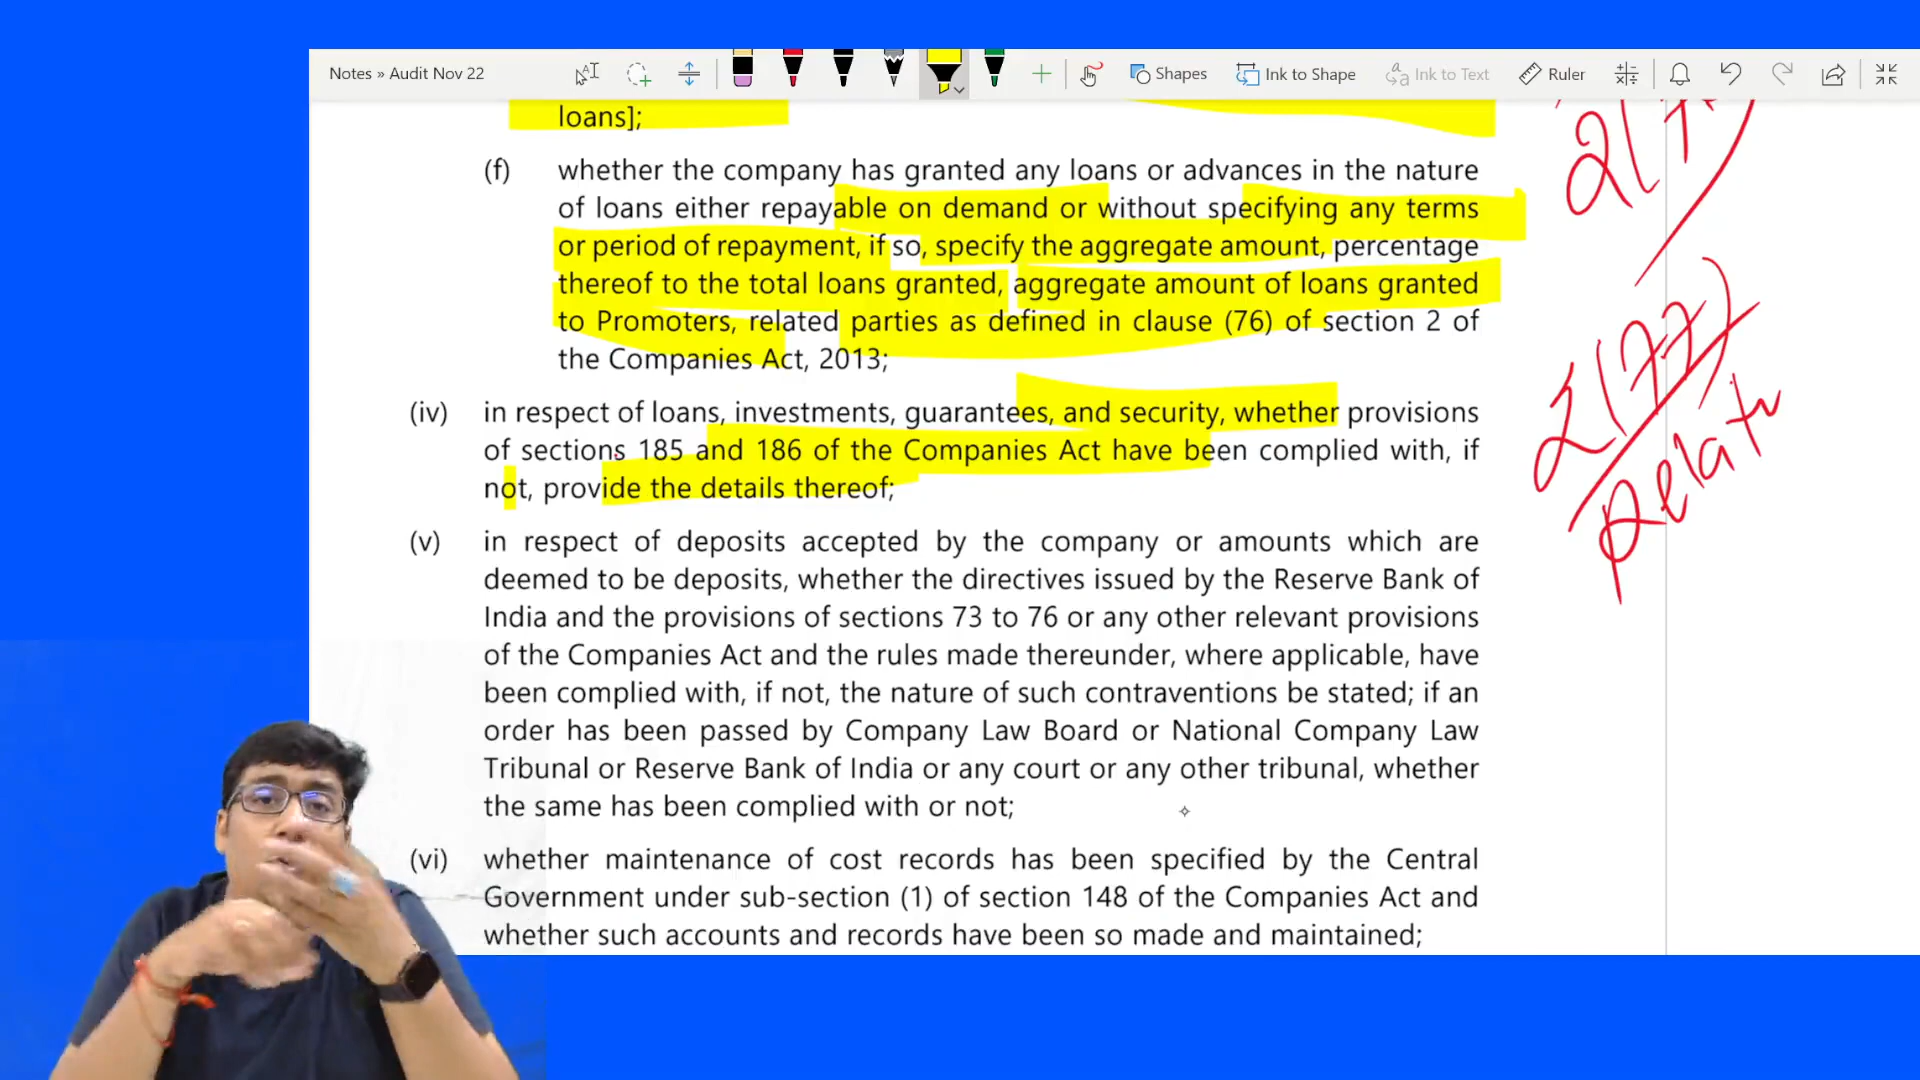 Notes » Audit Nov 22
Shapes
Ink to Shape
Ink to Text
Ruler
loans];
(f) whether the company has granted any loans or advances in the nature
of loans either repayable on demand or without specifying any terms
or period of repayment, if so, specify the aggregate amount, percentage
thereof to the total loans granted, aggregate amount of loans granted
to Promoters, related parties as defined in clause (76) of section 2 of
the Companies Act, 2013;
(iv) in respect of loans, investments, guarantees, and security, whether provisions
of sections 185 and 186 of the Companies Act have been complied with, if
not, provide the details thereof;
(v) in respect of deposits accepted by the company or amounts which are
deemed to be deposits, whether the directives issued by the Reserve Bank of
India and the provisions of sections 73 to 76 or any other relevant provisions
of the Companies Act and the rules made thereunder, where applicable, have
been complied with, if not, the nature of such contraventions be stated; if an
order has been passed by Company Law Board or National Company Law
Tribunal or Reserve Bank of India or any court or any other tribunal, whether
the same has been complied with or not;
(vi) whether maintenance of cost records has been specified by the Central
Government under sub-section (1) of section 148 of the Companies Act and
whether such accounts and records have been so made and maintained;
2(77)